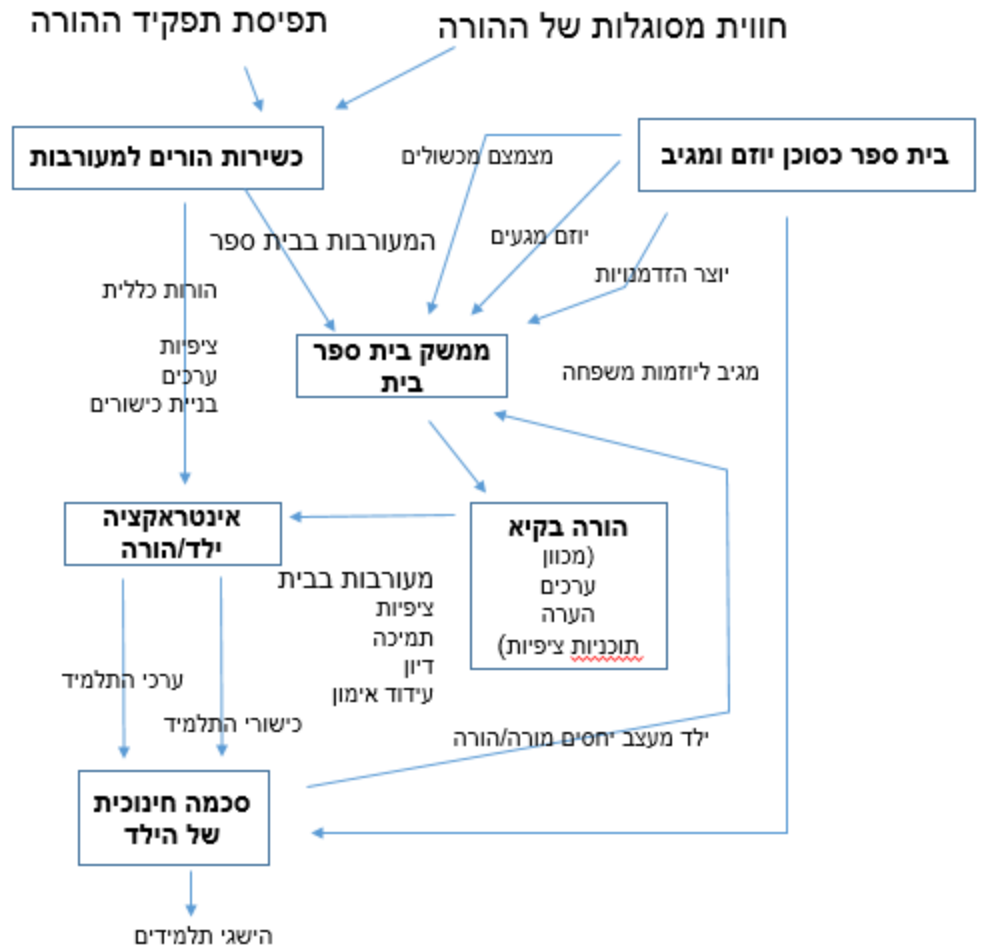 תפיסת תפקיד ההורה
חווית מסוגלות של ההורה
כשירות הורים למעורבות
בית ספר כסוכן יוזם ומגיב
מצמצם מכשולים
המעורבות בבית ספר
יוזם מגעים
יוצר הזדמנויות
הורות כללית
ציפיות
ערכים
בניית כישורים
ממשק בית ספר
בית
מגיב ליוזמות משפחה
אינטראקציה
ילד/הורה
הורה בקיא
(מכוון
ערכים
הערה
תוכניות ציפיות)
מעורבות בבית
ציפיות
תמיכה
דיון
עידוד אימון
ערכי התלמיד
כישורי התלמיד
ילד מעצב יחסים מורה/הורה
סכמה חינוכית
של הילד
הישגי תלמידים